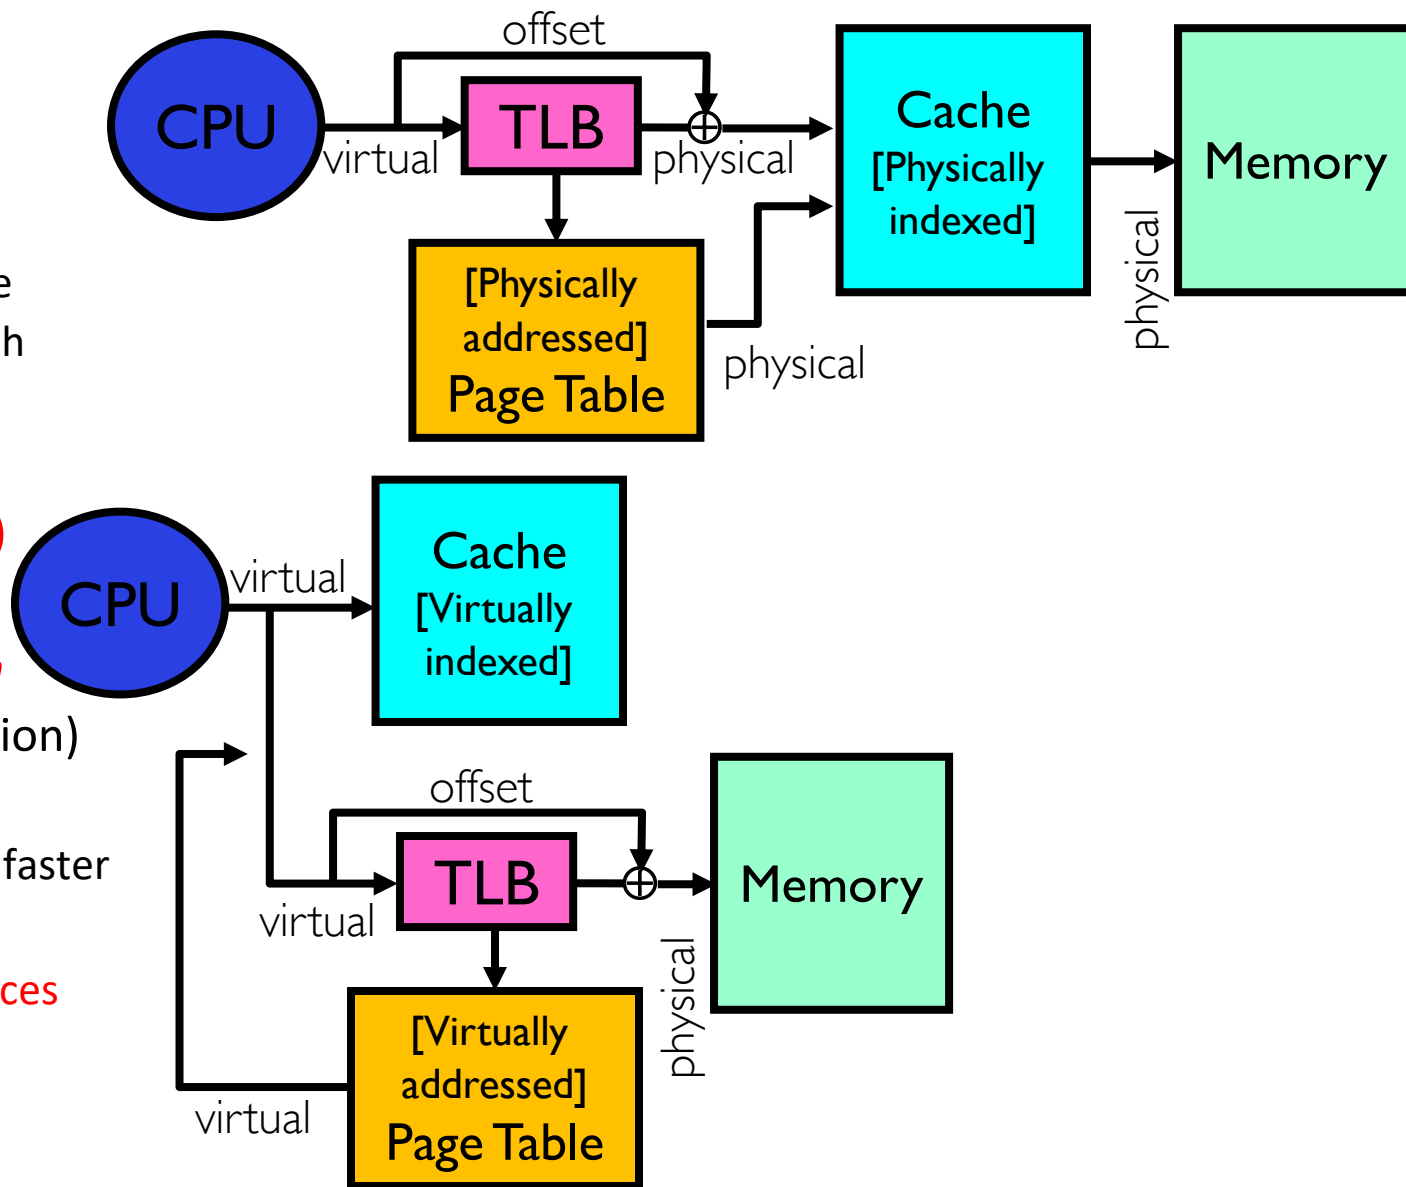 offset
CPU
virtual
TLB
physical
Cache
[Physically
indexed]
Memory
physical
[Physically
addressed]
Page Table
physical
e
h
)
CPU
virtual
Cache
[Virtually
indexed]
,
ion)
offset
faster
TLB
virtual
Memory
physical
ces
[Virtually
addressed]
Page Table
virtual